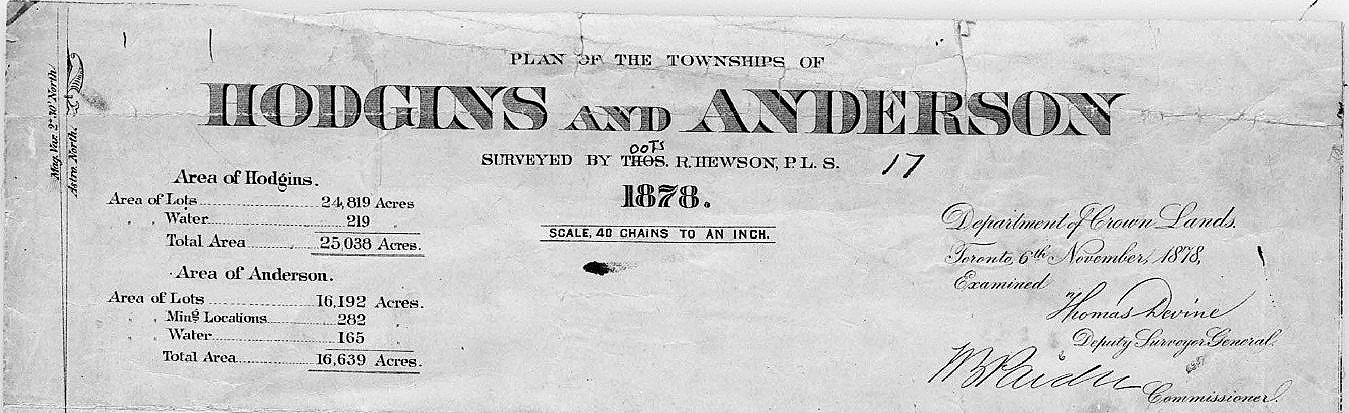 PLAN OF THE TOWNSHIPS OF
HODGINS AND ANDERSON
OOTS
SURVEYED BY THOS. R. HEWSON, P. L. S. 17
1878.
SCALE, 40 CHAINS TO AN INCH.
Mag. Var. 2° 30' North
Astro. North.
Area of Hodgins.
Area of Lots 24,819 Acres
" " Water 219 "
Total Area 25,038 Acres.
Area of Anderson.
Area of Lots 16,192 Acres.
" " Ming Locations 282 "
" " Water 165 "
Total Area 16,639 Acres.
Department of Crown Lands.
Toronto, 6th November, 1878,
Examined
Thomas Devine
Deputy Surveyor General.
Commissioner.